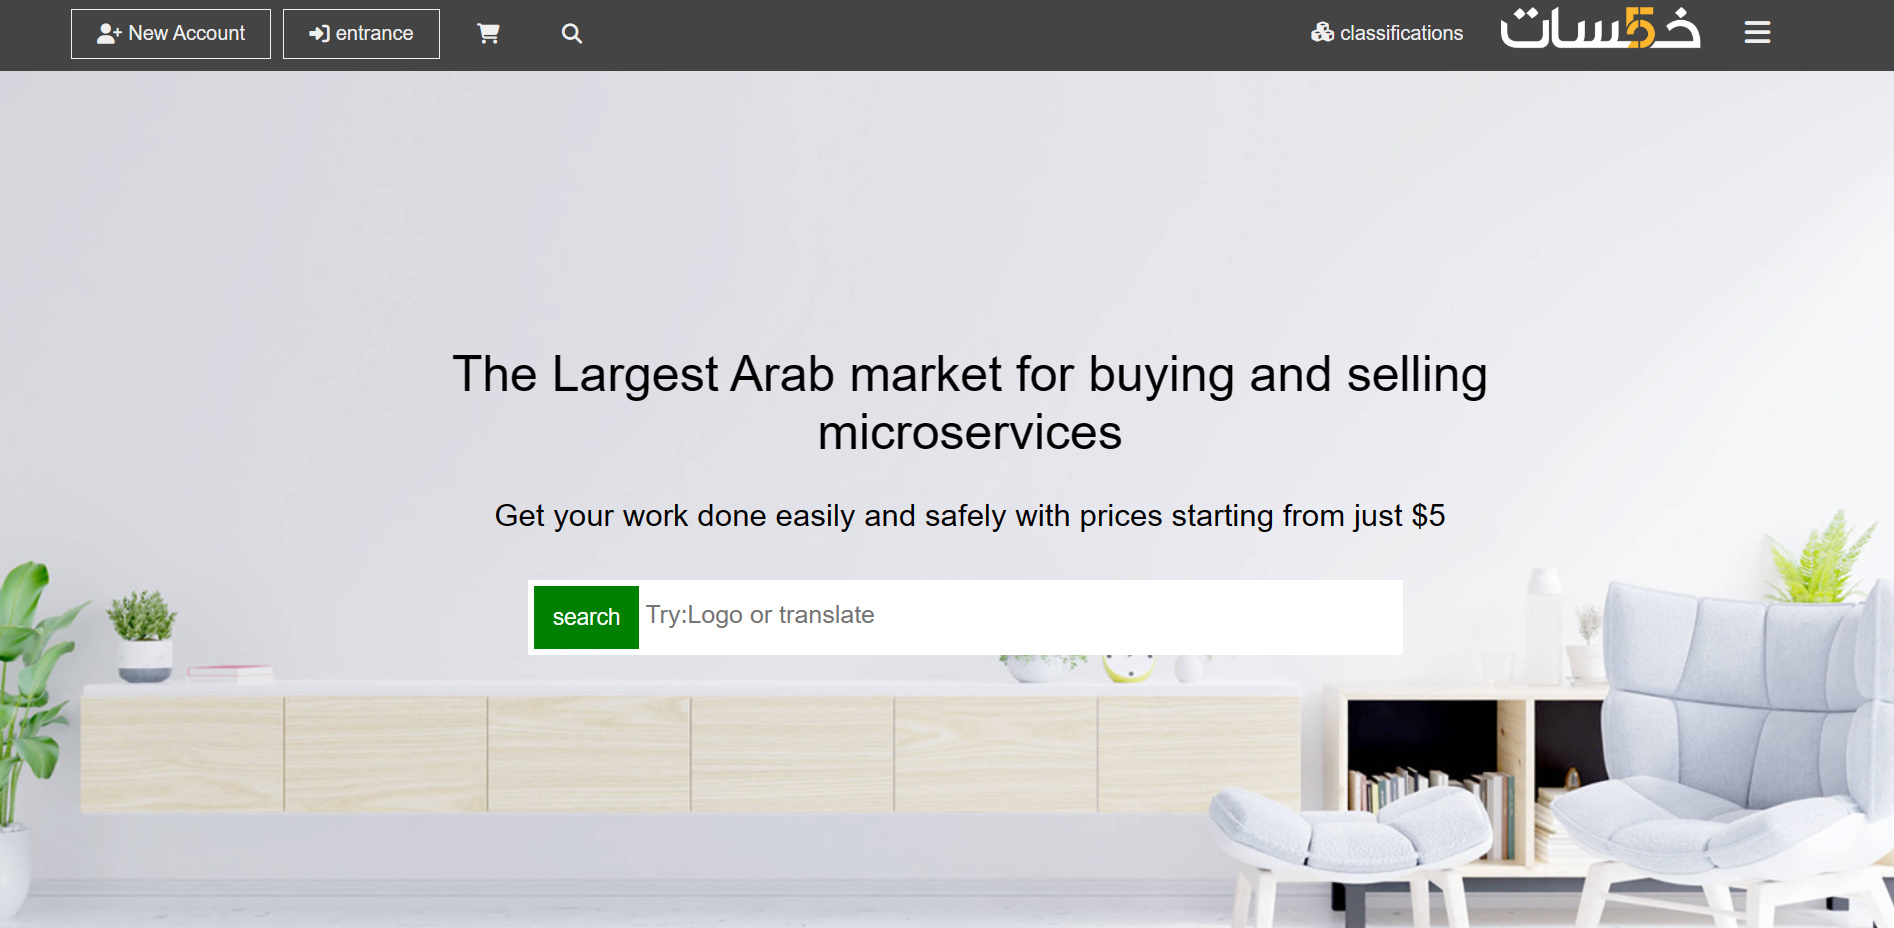 New Account
entrance
classifications
خمسات
The Largest Arab market for buying and selling
microservices
Get your work done easily and safely with prices starting from just $5
search
Try:Logo or translate